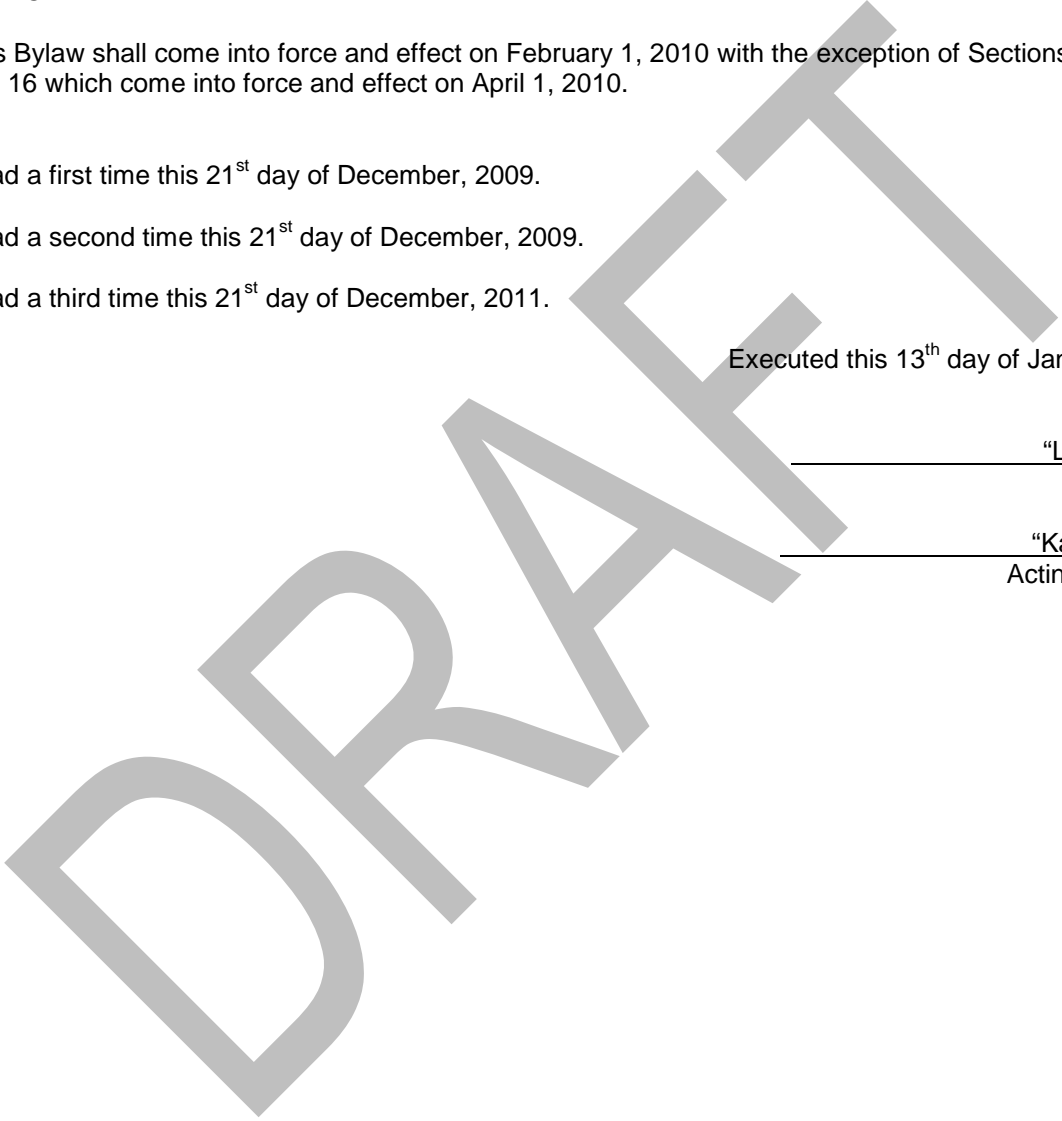 s Bylaw shall come into force and effect on February 1, 2010 with the exception of Sections
16 which come into force and effect on April 1, 2010.
ad a first time this 21st day of December, 2009.
ad a second time this 21st day of December, 2009.
ad a third time this 21st day of December, 2011.
Executed this 13th day of Jan
“L
“Ka
Actin
DRAFT